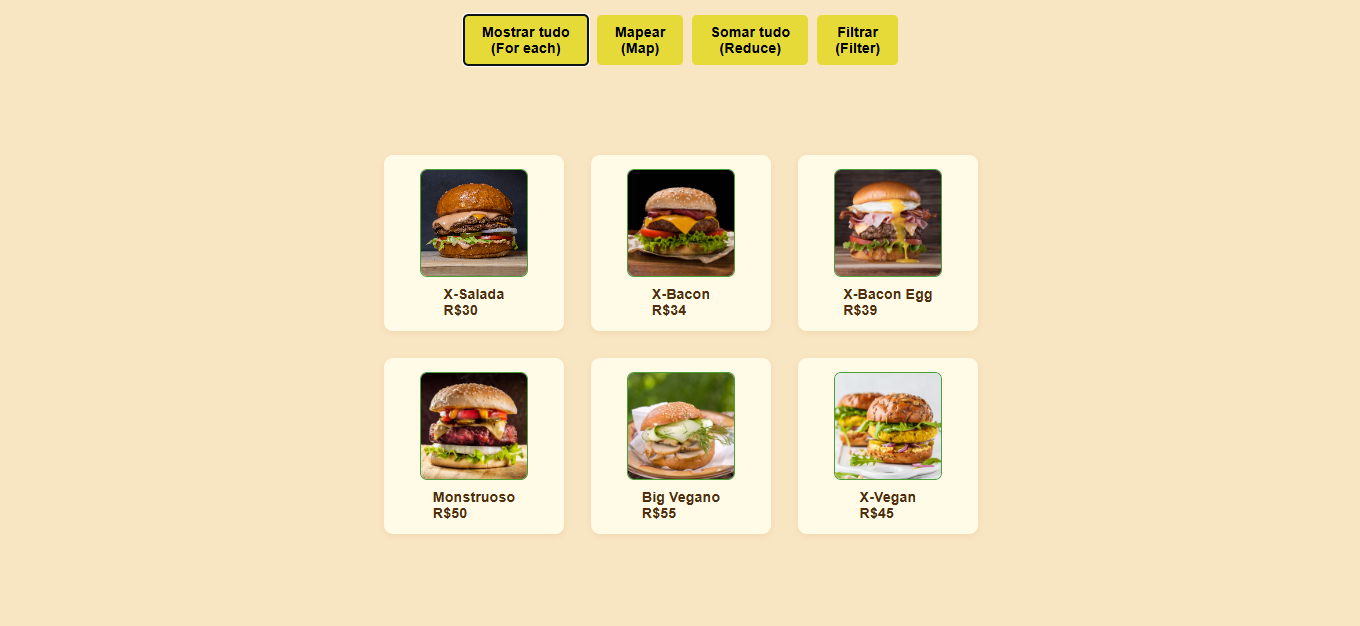 Mostrar tudo
(For each)
Mapear
(Map)
Somar tudo
(Reduce)
Filtrar
(Filter)
X-Salada
R$30
X-Bacon
R$34
X-Bacon Egg
R$39
Monstruoso
R$50
Big Vegano
R$55
X-Vegan
R$45